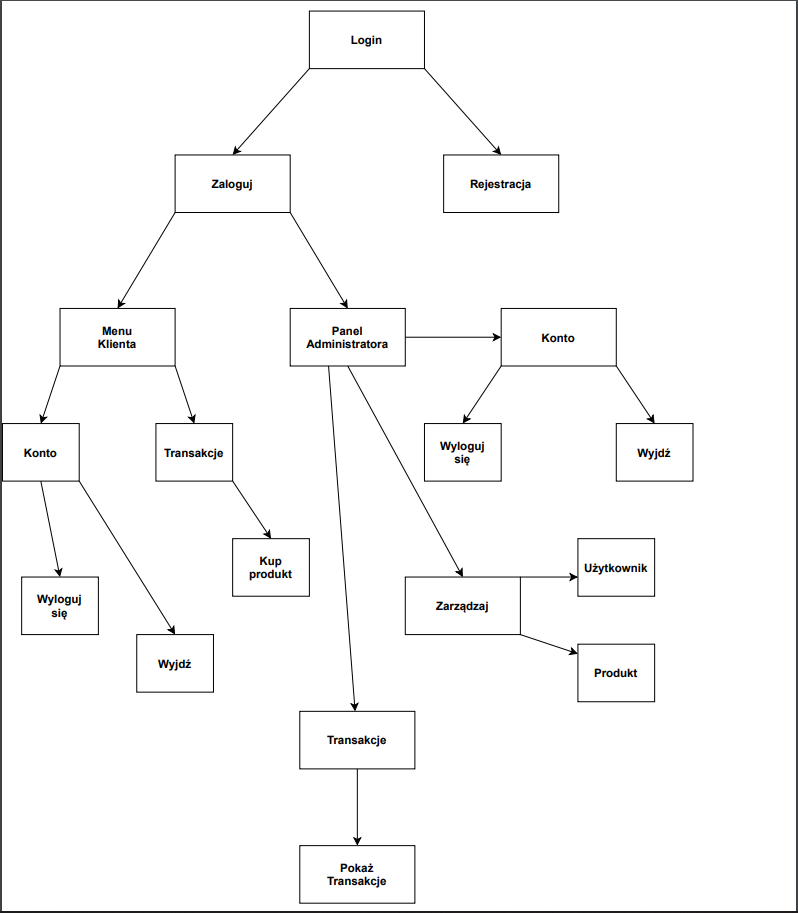 Login
Zaloguj
Rejestracja
Menu
Klienta
Panel
Administratora
Konto
Konto
Transakcje
Wyloguj
się
Wyjdź
Kup
produkt
Użytkownik
Wyloguj
się
Zarządzaj
Wyjdź
Produkt
Transakcje
Pokaż
Transakcje